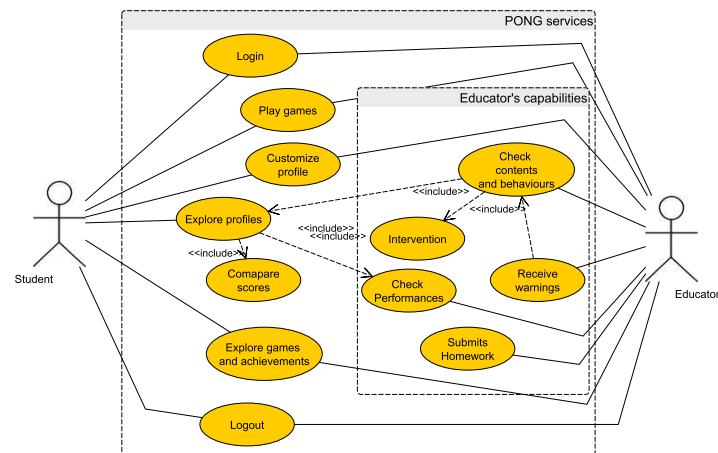 PONG services
Login
Educator's capabilities
Play games
Customize
profile
Check
contents
and behaviours
<<include>>
<<include>>
Explore profiles
<<include>>
<<include>>
Intervention
<<include>>
Student
Comapare
scores
Check
Performances
Receive
warnings
Educator
Explore games
and achievements
Submits
Homework
Logout